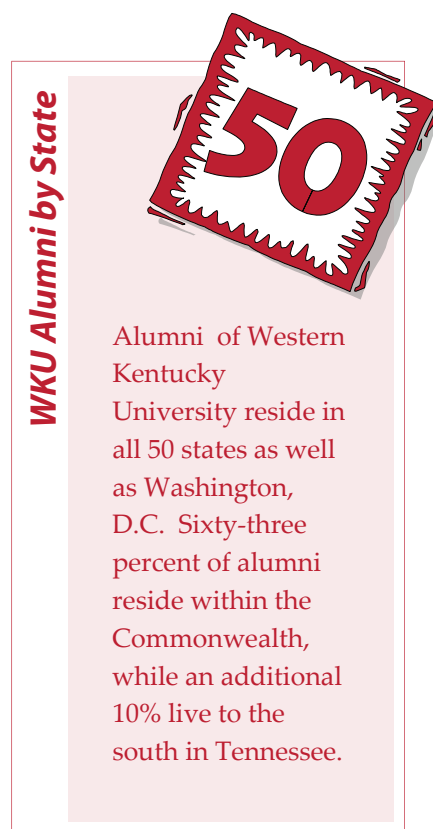 50
WKU Alumni by State
Alumni of Western
Kentucky
University reside in
all 50 states as well
as Washington,
D.C. Sixty-three
percent of alumni
reside within the
Commonwealth,
while an additional
10% live to the
south in Tennessee.